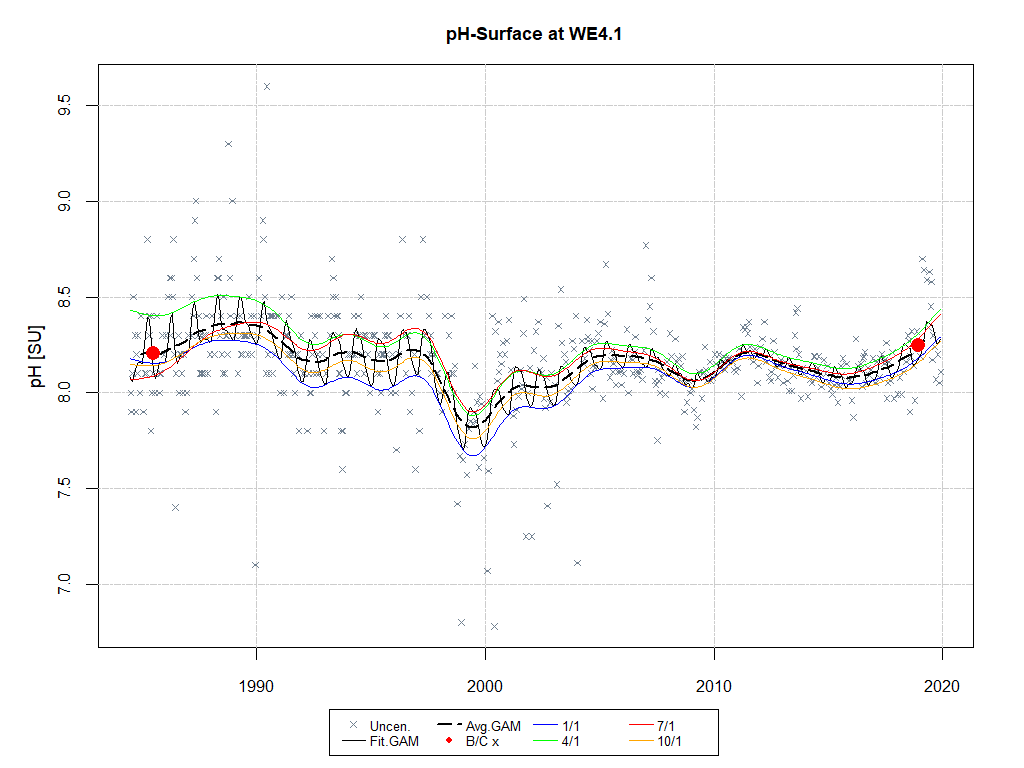 pH-Surface at WE4.1
9.5
9.0
8.5
8.0
7.5
7.0
pH [SU]
1990 2000 2010 2020
Uncen. Avg.GAM 1/1 7/1
Fit.GAM B/C x 4/1 10/1